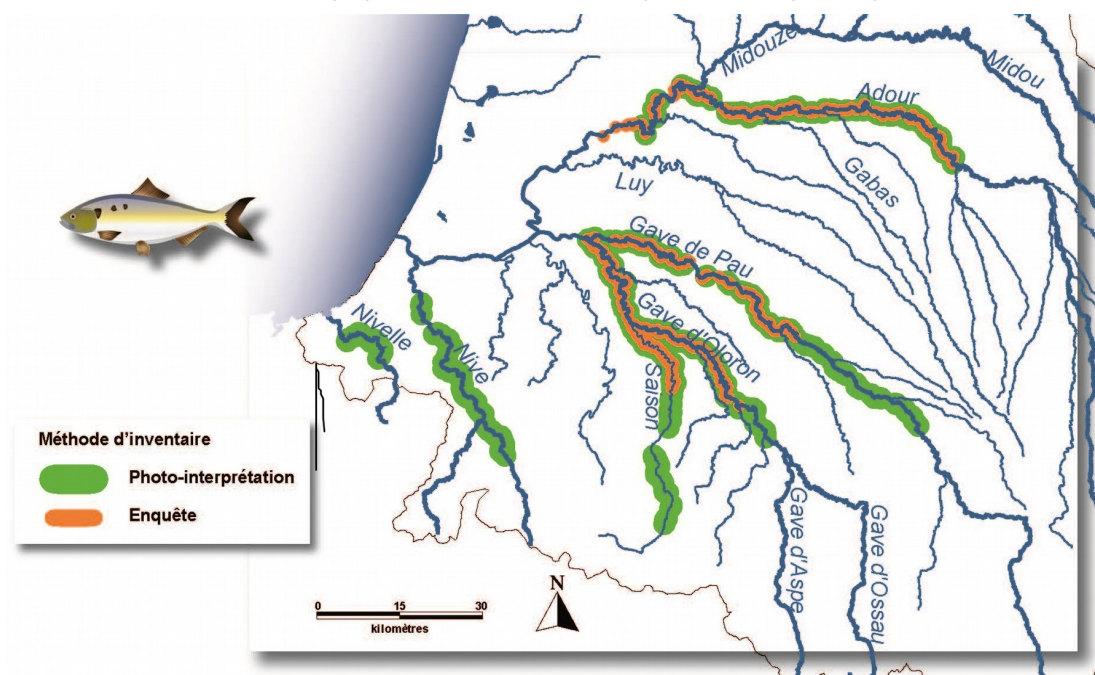 Midouze
Midou
Adour
Gabas
Luy
Gave de Pau
Gave d'Oloron
Nivelle
Nive
Saison
Méthode d'inventaire
Photo-interprétation
Enquête
Gave d'Aspe
Gave d'Ossau
N
0 15 30
kilomètres